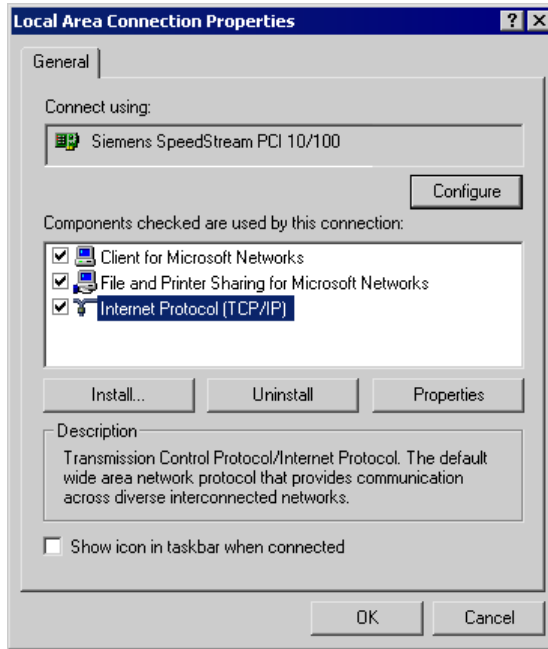 Local Area Connection Properties
General
Connect using:
Siemens SpeedStream PCI 10/100
Configure
Components checked are used by this connection:
Client for Microsoft Networks
File and Printer Sharing for Microsoft Networks
Internet Protocol (TCP/IP)
Install... Uninstall Properties
Description
Transmission Control Protocol/Internet Protocol. The default
wide area network protocol that provides communication
across diverse interconnected networks.
Show icon in taskbar when connected
OK Cancel